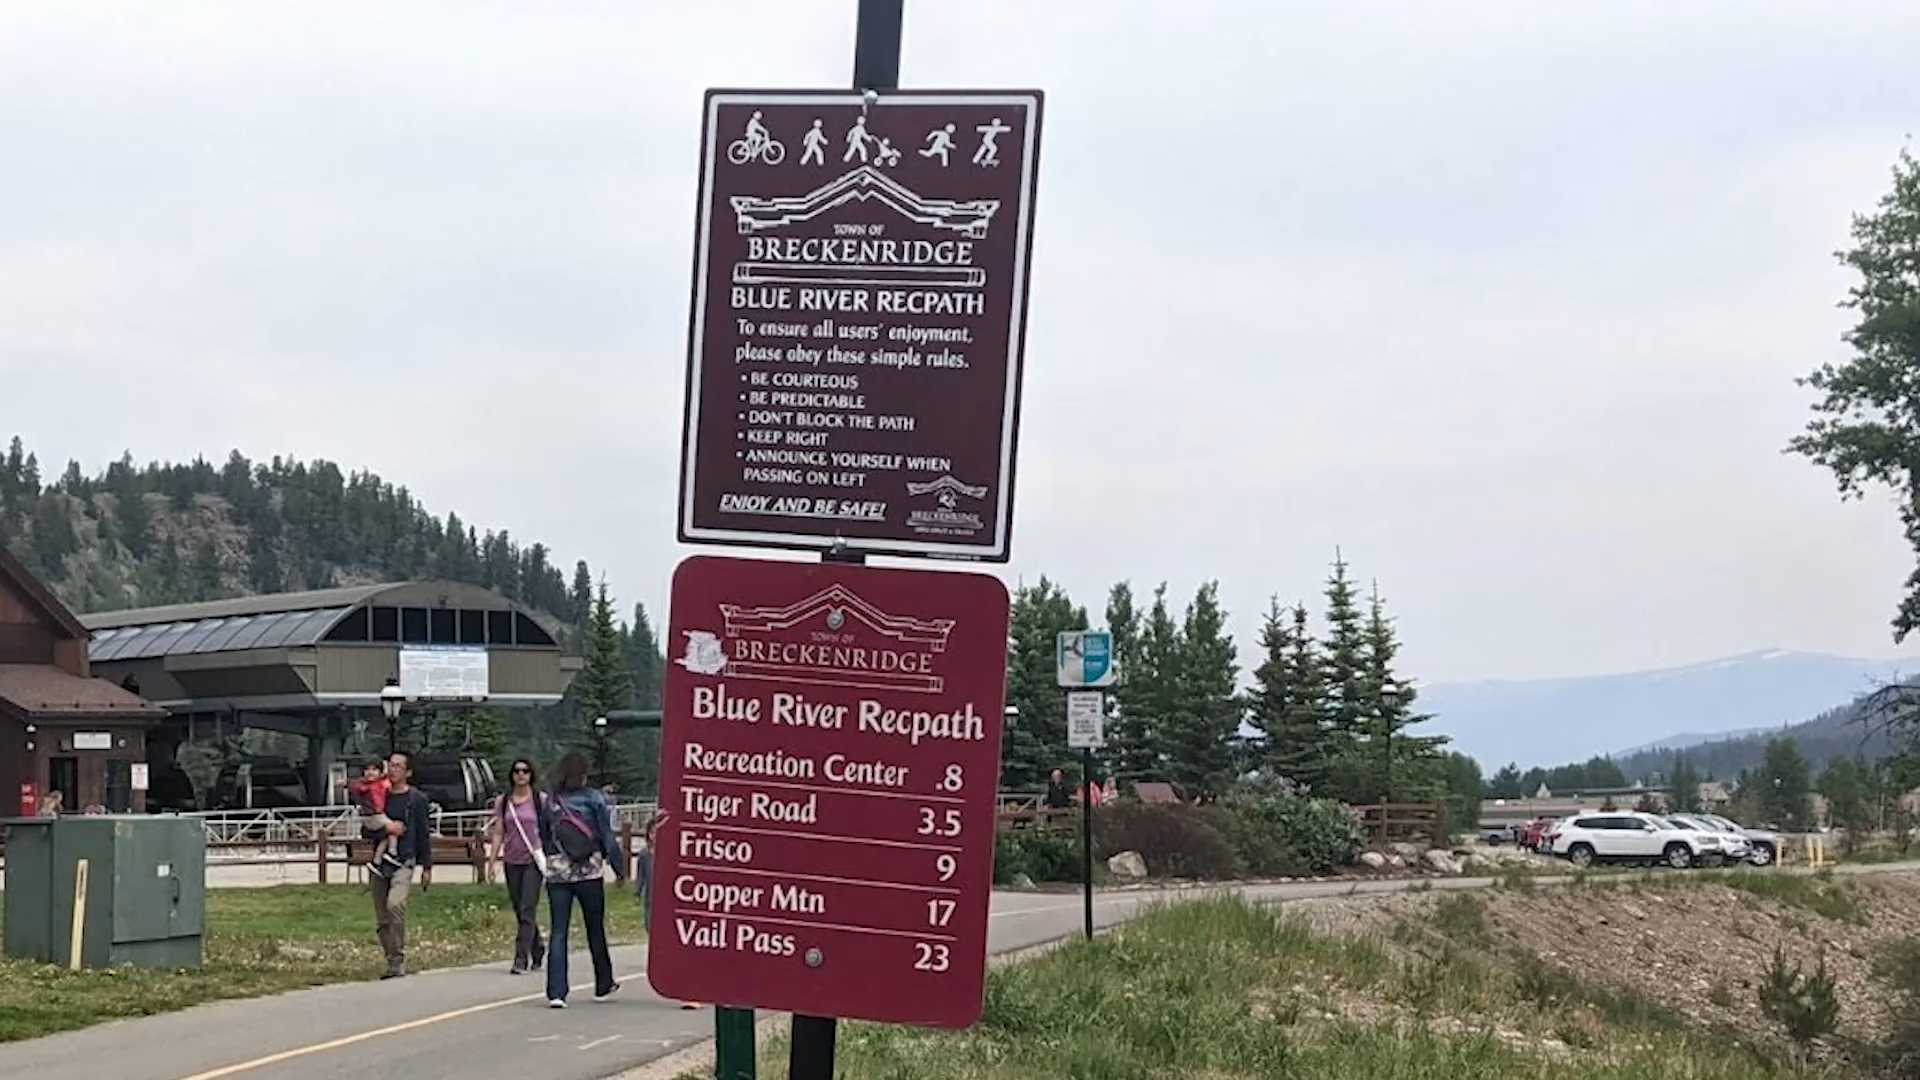 TOWN OF
BRECKENRIDGE
BLUE RIVER RECPATH
To ensure all users' enjoyment,
please obey these simple rules.
• BE COURTEOUS
• BE PREDICTABLE
• DON'T BLOCK THE PATH
• KEEP RIGHT
• ANNOUNCE YOURSELF WHEN
PASSING ON LEFT
ENJOY AND BE SAFE!
BRECKENRIDGE
TOWN OF
BRECKENRIDGE
Blue River Recpath
Recreation Center .8
Tiger Road 3.5
Frisco 9
Copper Mtn 17
Vail Pass 23